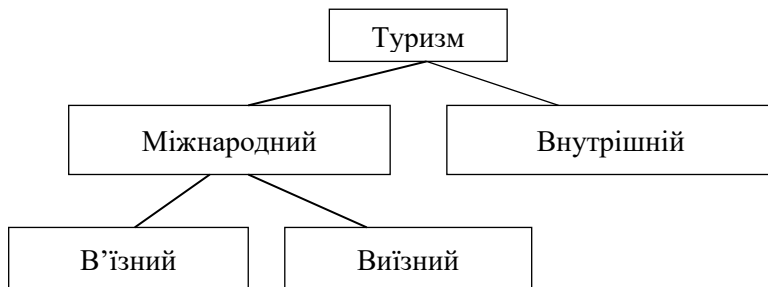 Туризм
Міжнародний
Внутрішній
В’їзний
Виїзний